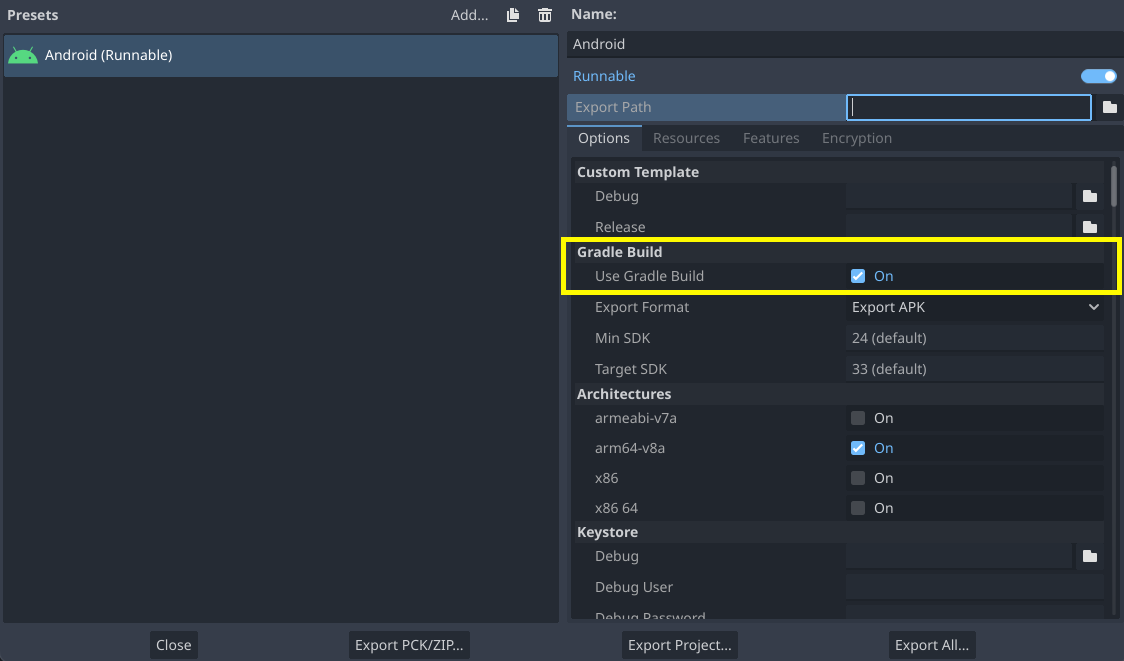 Presets
Add...
Android (Runnable)
Name:
Android
Runnable
Export Path
Options Resources Features Encryption
Custom Template
Debug
Release
Gradle Build
Use Gradle Build On
Export Format Export APK
Min SDK 24 (default)
Target SDK 33 (default)
Architectures
armeabi-v7a On
arm64-v8a On
x86 On
x86 64 On
Keystore
Debug
Debug User
Debug Password
Close Export PCK/ZIP... Export Project... Export All...